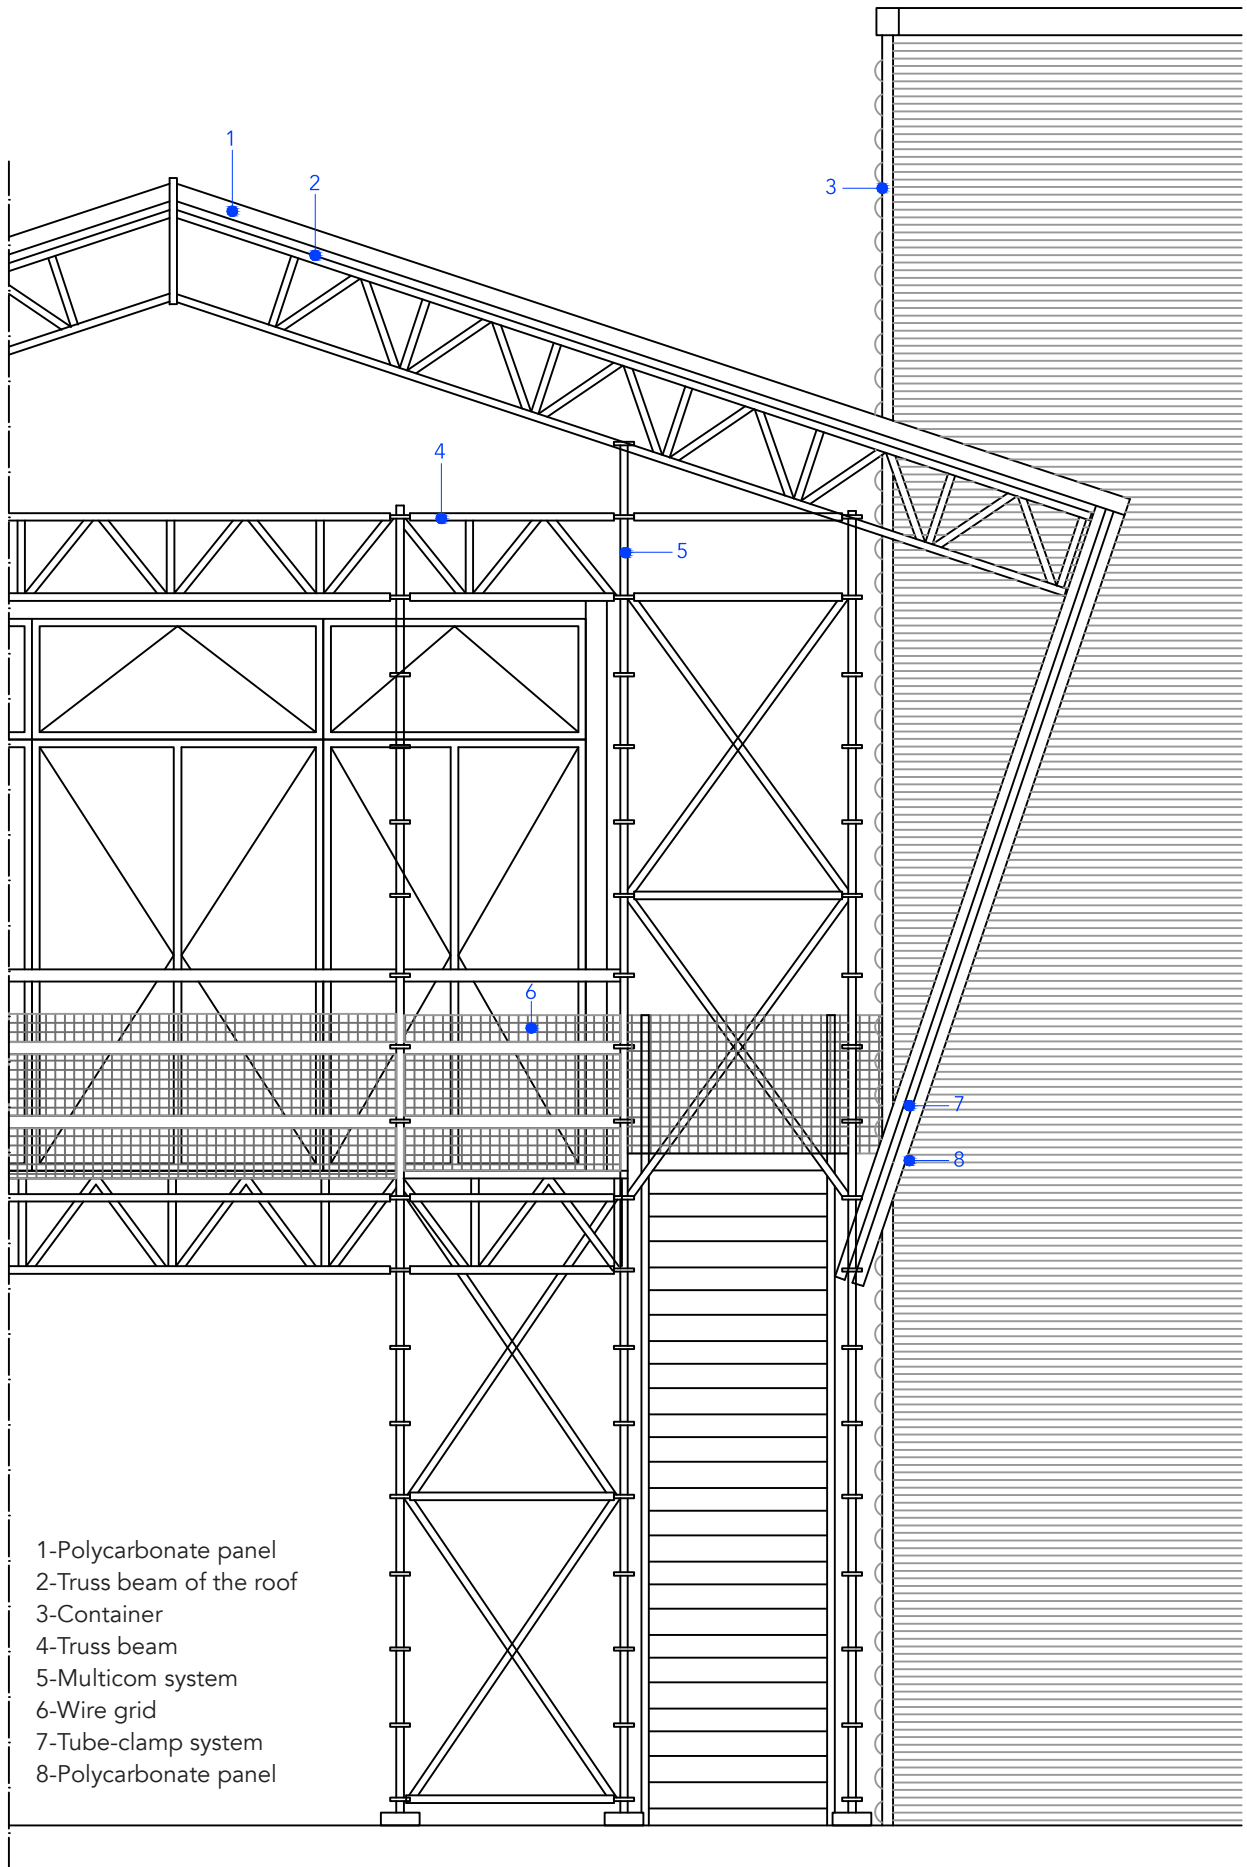 1
2
3
4
5
6
7
8
1-Polycarbonate panel
2-Truss beam of the roof
3-Container
4-Truss beam
5-Multicom system
6-Wire grid
7-Tube-clamp system
8-Polycarbonate panel